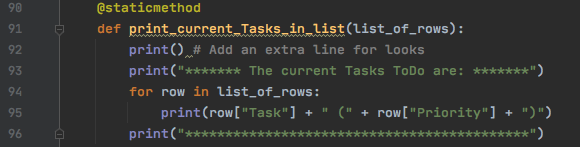 90 @staticmethod
91 def print_current_Tasks_in_list(list_of_rows):
92 print() # Add an extra line for looks
93 print("******* The current Tasks ToDo are: *******")
94 for row in list_of_rows:
95 print(row["Task"] + " (" + row["Priority"] + ")")
96 print("*******************************************")